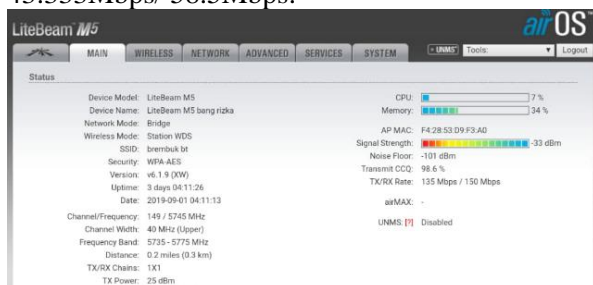 LiteBeam M5
airOS
MAIN WIRELESS NETWORK ADVANCED SERVICES SYSTEM UNMS Tools: Logout
Status
Device Model: LiteBeam M5
Device Name: LiteBeam M5 bang rizka
Network Mode: Bridge
Wireless Mode: Station WDS
SSID: brembuk bt
Security: WPA-AES
Version: v6.1.9 (XW)
Uptime: 3 days 04:11:26
Date: 2019-09-01 04:11:13
Channel/Frequency: 149 / 5745 MHz
Channel Width: 40 MHz (Upper)
Frequency Band: 5735 - 5775 MHz
Distance: 0.2 miles (0.3 km)
TX/RX Chains: 1X1
TX Power: 25 dBm
CPU: 7 %
Memory: 34 %
AP MAC: F4:28:53:D9:F3:A0
Signal Strength: -33 dBm
Noise Floor: -101 dBm
Transmit CCQ: 98.6 %
TX/RX Rate: 135 Mbps / 150 Mbps
airMAX: -
UNMS: [?] Disabled